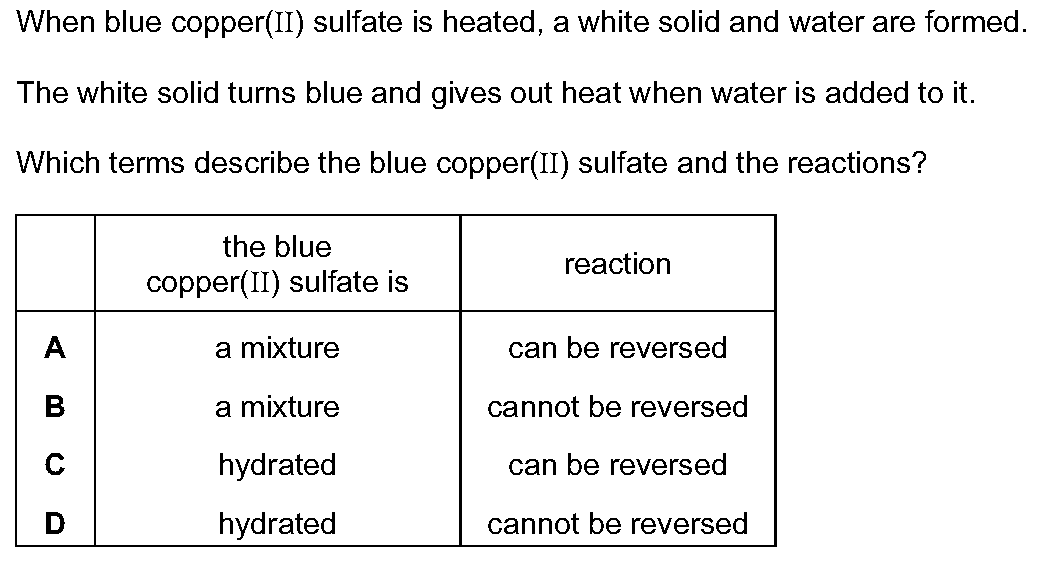 When blue copper(II) sulfate is heated, a white solid and water are formed.
The white solid turns blue and gives out heat when water is added to it.
Which terms describe the blue copper(II) sulfate and the reactions?
the blue
copper(II) sulfate is
reaction
A a mixture can be reversed
B a mixture cannot be reversed
C hydrated can be reversed
D hydrated cannot be reversed